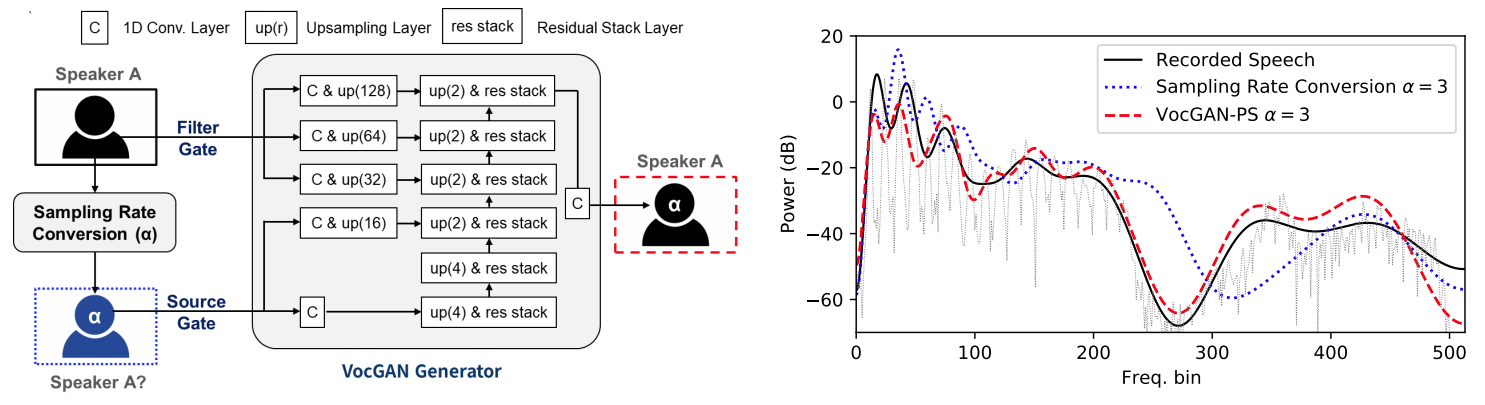 C 1D Conv. Layer up(r) Upsampling Layer res stack Residual Stack Layer
Speaker A
Filter
Gate
Sampling Rate
Conversion (α)
Source
Gate
α
Speaker A?
C & up(128) up(2) & res stack
C & up(64) up(2) & res stack
C & up(32) up(2) & res stack
C & up(16) up(2) & res stack
up(4) & res stack
C up(4) & res stack
C
VocGAN Generator
Speaker A
α
Recorded Speech
Sampling Rate Conversion α = 3
VocGAN-PS α = 3
Power (dB)
20
0
−20
−40
−60
0 100 200 300 400 500
Freq. bin